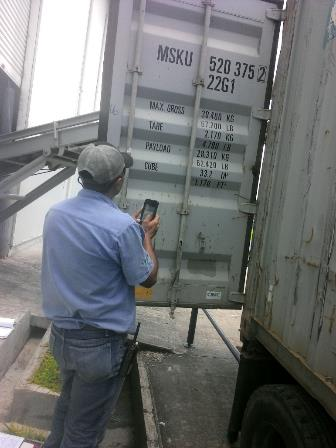 MSKU 520 375 2
22G1
MAX. GROSS 30.480 KG
67.200 LB
TARE 2.170 KG
4.780 LB
PAYLOAD 28.310 KG
62.420 LB
CUBE 33.2 M³
1.170 FT³